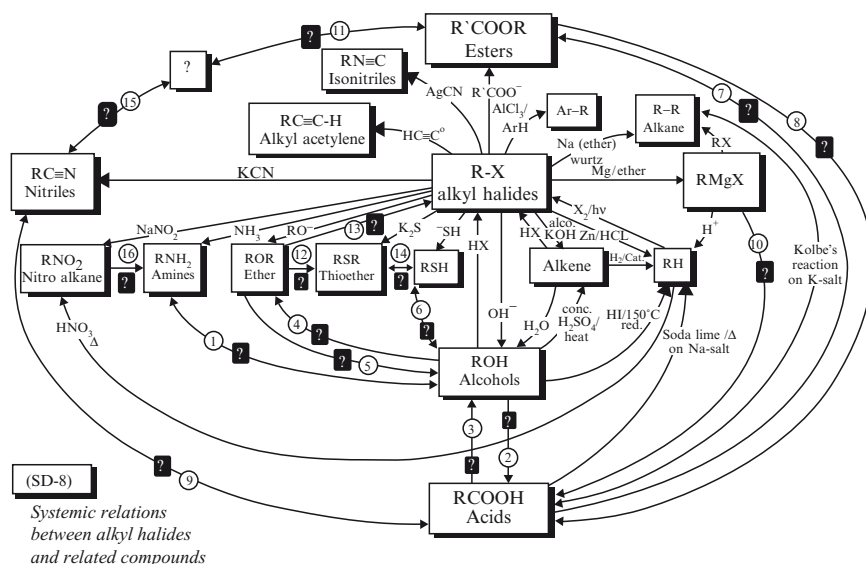 ? 11
R`COOR
Esters
?
RN≡C
Isonitriles
AgCN
R`COO⁻
AlCl₃/
ArH
Ar–R
R–R
Alkane
7
?
8
?
? 15
RC≡C-H
Alkyl acetylene
HC≡Cᵒ
Na (ether)
wurtz
RX
RC≡N
Nitriles
KCN
R-X
alkyl halides
Mg/ether
RMgX
NaNO₂
NH₃
RO⁻
13 ?
K₂S
⁻SH
HX
HX
alco.
KOH
Zn/HCL
X₂/hν
H⁺
10
?
Kolbe's
reaction
on K-salt
RNO₂
Nitro alkane
16
?
RNH₂
Amines
ROR
Ether
12
?
RSR
Thioether
14
?
RSH
Alkene
H₂/Cat.
RH
HNO₃
Δ
1
?
4
?
?
5
6
?
OH⁻
H₂O
conc.
H₂SO₄/
heat
HI/150˚C
red.
Soda lime /Δ
on Na-salt
ROH
Alcohols
3
?
?
2
?
9
RCOOH
Acids
(SD-8)
Systemic relations
between alkyl halides
and related compounds